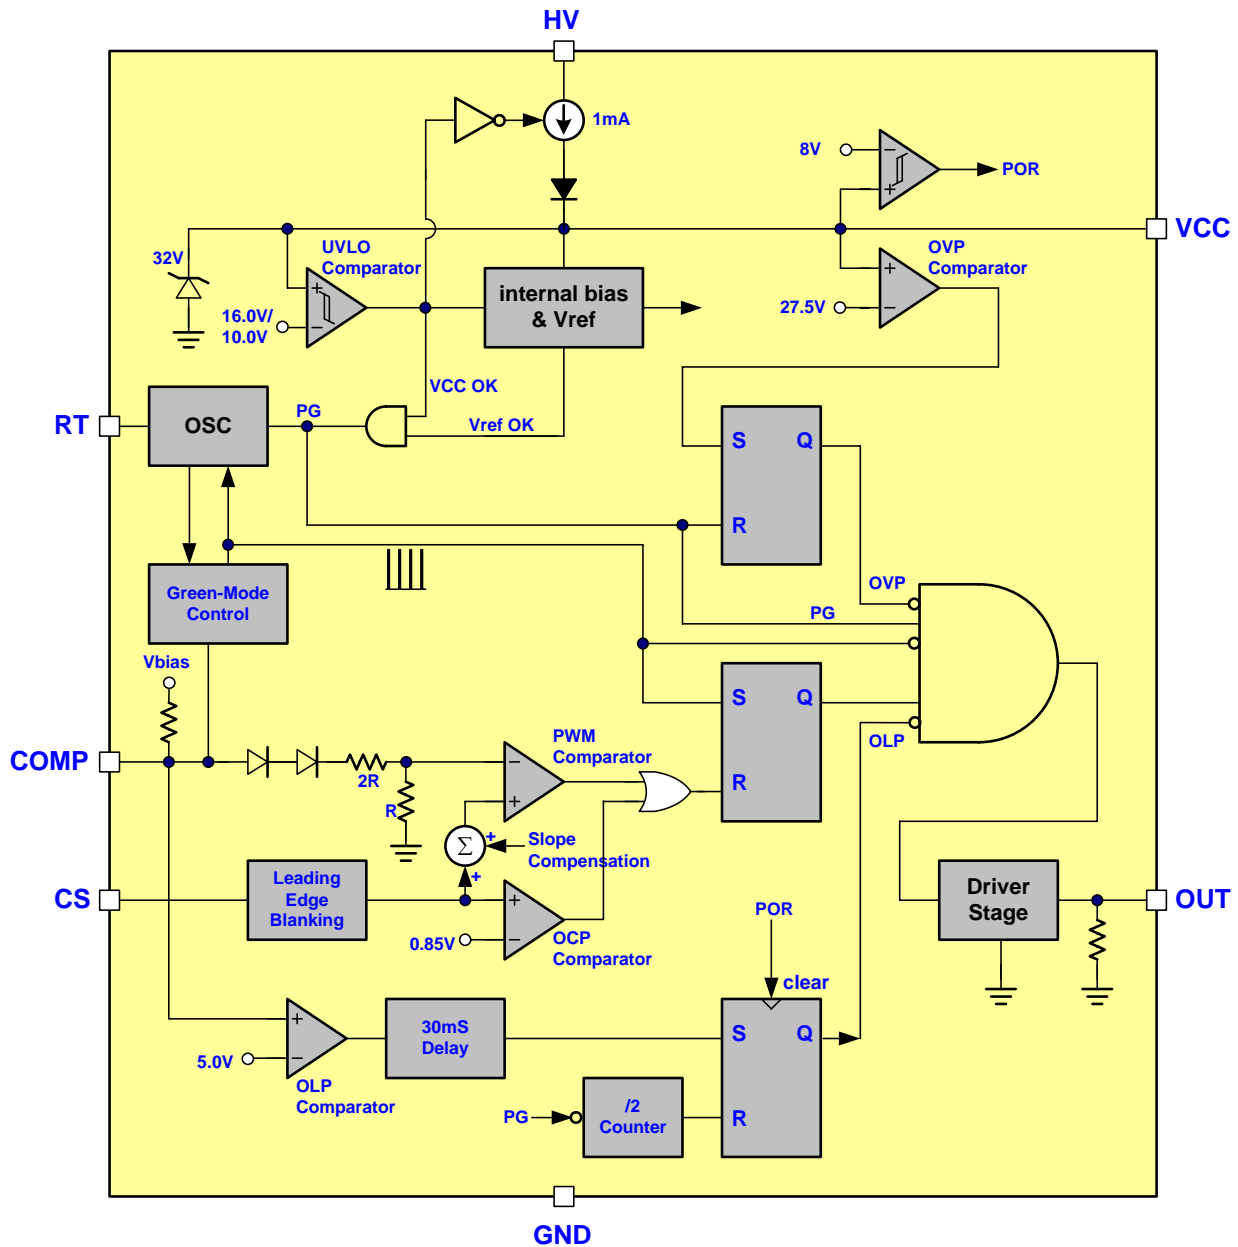 HV
1mA
8V
POR
VCC
32V
UVLO
Comparator
OVP
Comparator
16.0V/
10.0V
internal bias
& Vref
27.5V
VCC OK
RT
OSC
PG
Vref OK
S
Q
R
Green-Mode
Control
OVP
PG
Vbias
S
Q
OLP
COMP
2R
R
PWM
Comparator
R
+
Σ
Slope
Compensation
+
CS
Leading
Edge
Blanking
+
−
0.85V
OCP
Comparator
Driver
Stage
OUT
POR
clear
5.0V
OLP
Comparator
30mS
Delay
S
Q
PG
/2
Counter
R
GND